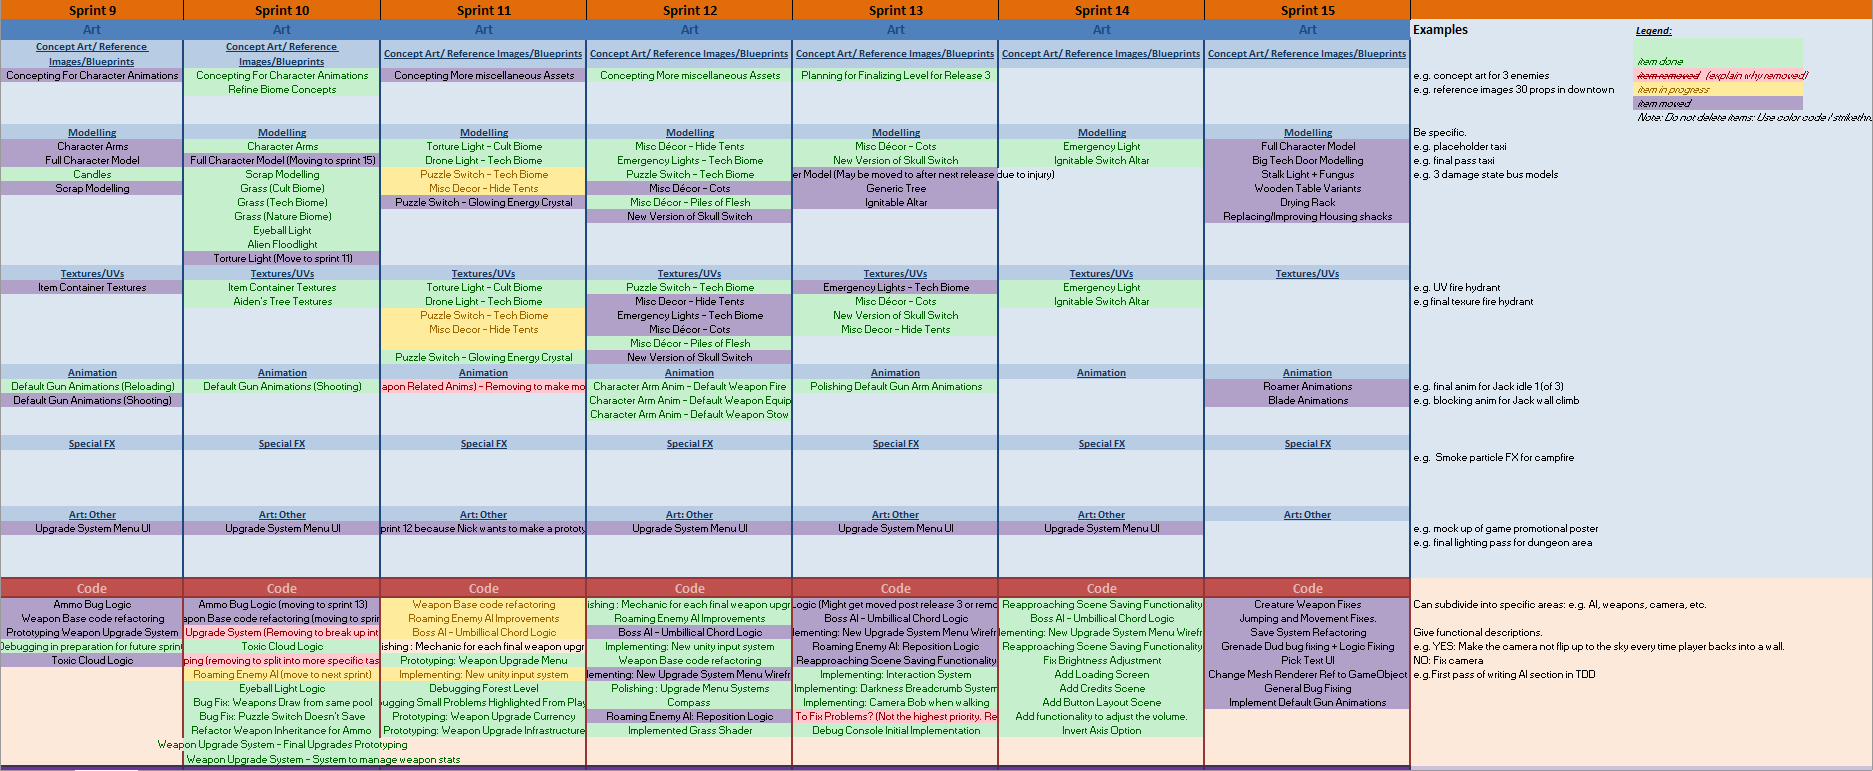 Sprint 9 Sprint 10 Sprint 11 Sprint 12 Sprint 13 Sprint 14 Sprint 15
Art Art Art Art Art Art Art Examples Legend:
Concept Art/ Reference Images/Blueprints Concept Art/ Reference Images/Blueprints Concept Art/ Reference Images/Blueprints Concept Art/ Reference Images/Blueprints Concept Art/ Reference Images/Blueprints Concept Art/ Reference Images/Blueprints Concept Art/ Reference Images/Blueprints
item done
Concepting For Character Animations Concepting For Character Animations Concepting More miscellaneous Assets Concepting More miscellaneous Assets Planning for Finalizing Level for Release 3 e.g. concept art for 3 enemies item removed (explain why removed)
Refine Biome Concepts e.g. reference images 30 props in downtown item in progress
item moved
Note: Do not delete items: Use color code / strikethro
Modelling Modelling Modelling Modelling Modelling Modelling Modelling Be specific.
Character Arms Character Arms Torture Light - Cult Biome Misc Decor - Hide Tents Misc Décor - Cots Emergency Light Full Character Model e.g. placeholder taxi
Full Character Model Full Character Model (Moving to sprint 15) Drone Light - Tech Biome Emergency Lights - Tech Biome New Version of Skull Switch Ignitable Switch Altar Big Tech Door Modelling e.g. final pass taxi
Candles Scrap Modelling Puzzle Switch - Tech Biome Puzzle Switch - Tech Biome er Model (May be moved to after next release due to injury) Stalk Light + Fungus e.g. 3 damage state bus models
Scrap Modelling Grass (Cult Biome) Misc Decor - Hide Tents Misc Décor - Cots Generic Tree Wooden Table Variants
Grass (Tech Biome) Puzzle Switch - Glowing Energy Crystal Misc Décor - Piles of Flesh Ignitable Altar Drying Rack
Grass (Nature Biome) New Version of Skull Switch Replacing/Improving Housing shacks
Eyeball Light
Alien Floodlight
Torture Light (Move to sprint 11)
Textures/UVs Textures/UVs Textures/UVs Textures/UVs Textures/UVs Textures/UVs Textures/UVs
Item Container Textures Item Container Textures Torture Light - Cult Biome Puzzle Switch - Tech Biome Emergency Lights - Tech Biome Emergency Light e.g. UV fire hydrant
Aiden's Tree Textures Drone Light - Tech Biome Misc Decor - Hide Tents Misc Décor - Cots Ignitable Switch Altar e.g final texure fire hydrant
Puzzle Switch - Tech Biome Emergency Lights - Tech Biome New Version of Skull Switch
Misc Decor - Hide Tents Misc Décor - Cots Misc Decor - Hide Tents
Misc Décor - Piles of Flesh
Puzzle Switch - Glowing Energy Crystal New Version of Skull Switch
Animation Animation Animation Animation Animation Animation Animation
Default Gun Animations (Reloading) Default Gun Animations (Shooting) apon Related Anims) - Removing to make mo Character Arm Anim - Default Weapon Fire Polishing Default Gun Arm Animations Roamer Animations e.g. final anim for Jack idle 1 (of 3)
Default Gun Animations (Shooting) Character Arm Anim - Default Weapon Equip Blade Animations e.g. blocking anim for Jack wall climb
Character Arm Anim - Default Weapon Stow
Special FX Special FX Special FX Special FX Special FX Special FX Special FX
e.g. Smoke particle FX for campfire
Art: Other Art: Other Art: Other Art: Other Art: Other Art: Other Art: Other
Upgrade System Menu UI Upgrade System Menu UI print 12 because Nick wants to make a prototy Upgrade System Menu UI Upgrade System Menu UI Upgrade System Menu UI e.g. mock up of game promotional poster
e.g. final lighting pass for dungeon area
Code Code Code Code Code Code Code
Ammo Bug Logic Ammo Bug Logic (moving to sprint 13) Weapon Base code refactoring ishing : Mechanic for each final weapon upgr Logic (Might get moved post release 3 or remo Reapproaching Scene Saving Functionality Creature Weapon Fixes Can subdivide into specific areas: e.g. AI, weapons, camera, etc.
Weapon Base code refactoring apon Base code refactoring (moving to sprin Roaming Enemy AI Improvements Roaming Enemy AI Improvements Boss AI - Umbillical Chord Logic Boss AI - Umbillical Chord Logic Jumping and Movement Fixes.
Prototyping Weapon Upgrade System Upgrade System (Removing to break up int Boss AI - Umbillical Chord Logic Boss AI - Umbillical Chord Logic lementing: New Upgrade System Menu Wirefr lementing: New Upgrade System Menu Wirefr Save System Refactoring Give functional descriptions.
Debugging in preparation for future sprint Toxic Cloud Logic ishing : Mechanic for each final weapon upgr Implementing: New unity input system Roaming Enemy AI: Reposition Logic Reapproaching Scene Saving Functionality Grenade Dud bug fixing + Logic Fixing e.g. YES: Make the camera not flip up to the sky every time player backs into a wall.
Toxic Cloud Logic ping (removing to split into more specific tas Prototyping: Weapon Upgrade Menu Weapon Base code refactoring Reapproaching Scene Saving Functionality Fix Brightness Adjustment Pick Text UI NO: Fix camera
Roaming Enemy AI (move to next sprint) Implementing: New unity input system lementing: New Upgrade System Menu Wirefr Implementing: Interaction System Add Loading Screen Change Mesh Renderer Ref to GameObject e.g.First pass of writing AI section in TDD
Eyeball Light Logic Debugging Forest Level Polishing : Upgrade Menu Systems Implementing: Darkness Breadcrumb System Add Credits Scene General Bug Fixing
Bug Fix: Weapons Draw from same pool ugging Small Problems Highlighted From Play Compass Implementing: Camera Bob when walking Add Button Layout Scene Implement Default Gun Animations
Bug Fix: Puzzle Switch Doesn't Save Prototyping: Weapon Upgrade Currency Roaming Enemy AI: Reposition Logic To Fix Problems? (Not the highest priority. Re Add functionality to adjust the volume.
Refactor Weapon Inheritance for Ammo Prototyping: Weapon Upgrade Infrastructure Implemented Grass Shader Debug Console Initial Implementation Invert Axis Option
Weapon Upgrade System - Final Upgrades Prototyping
Weapon Upgrade System - System to manage weapon stats